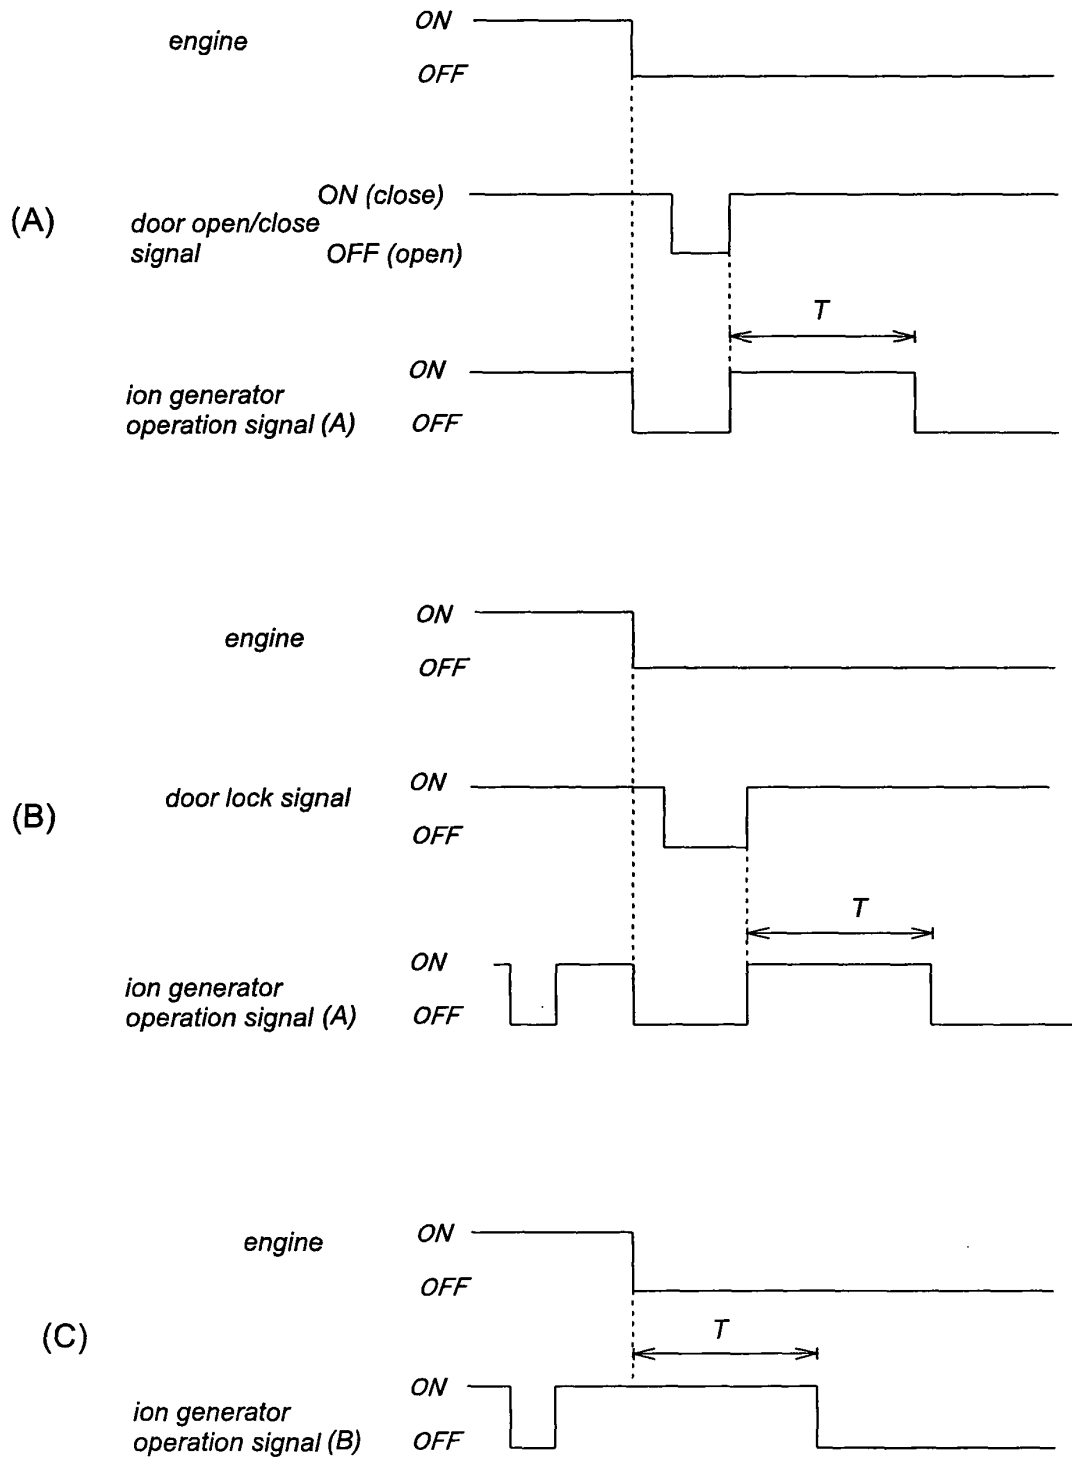 ON
engine
OFF
ON (close)
(A)
door open/close
signal
OFF (open)
T
ON
ion generator
operation signal (A)
OFF
ON
engine
OFF
ON
door lock signal
(B)
OFF
T
ON
ion generator
operation signal (A)
OFF
ON
engine
OFF
(C)
T
ON
ion generator
operation signal (B)
OFF